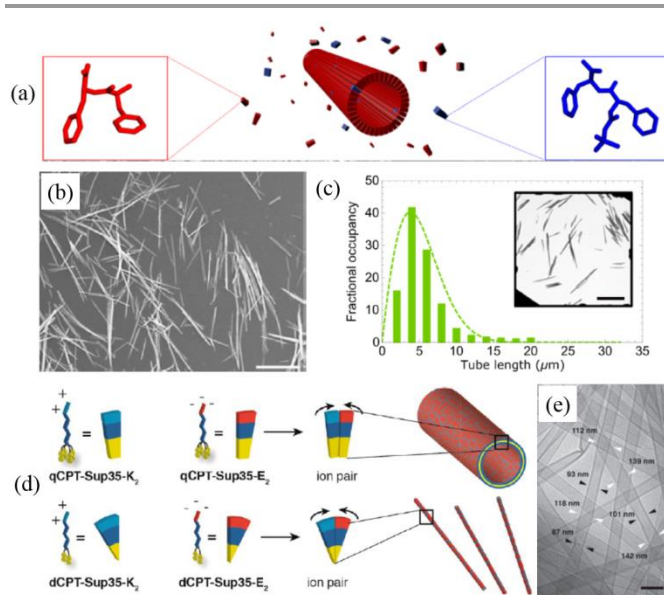 (a)
(b)
(c)
50
40
30
20
10
0
Fractional occupancy
0 5 10 15 20 25 30 35
Tube length (μm)
(d)
+
+
=
qCPT-Sup35-K2
- - -
=
qCPT-Sup35-E2
ion pair
+
+
=
dCPT-Sup35-K2
- - -
=
dCPT-Sup35-E2
ion pair
(e)
112 nm
139 nm
93 nm
118 nm
101 nm
87 nm
142 nm